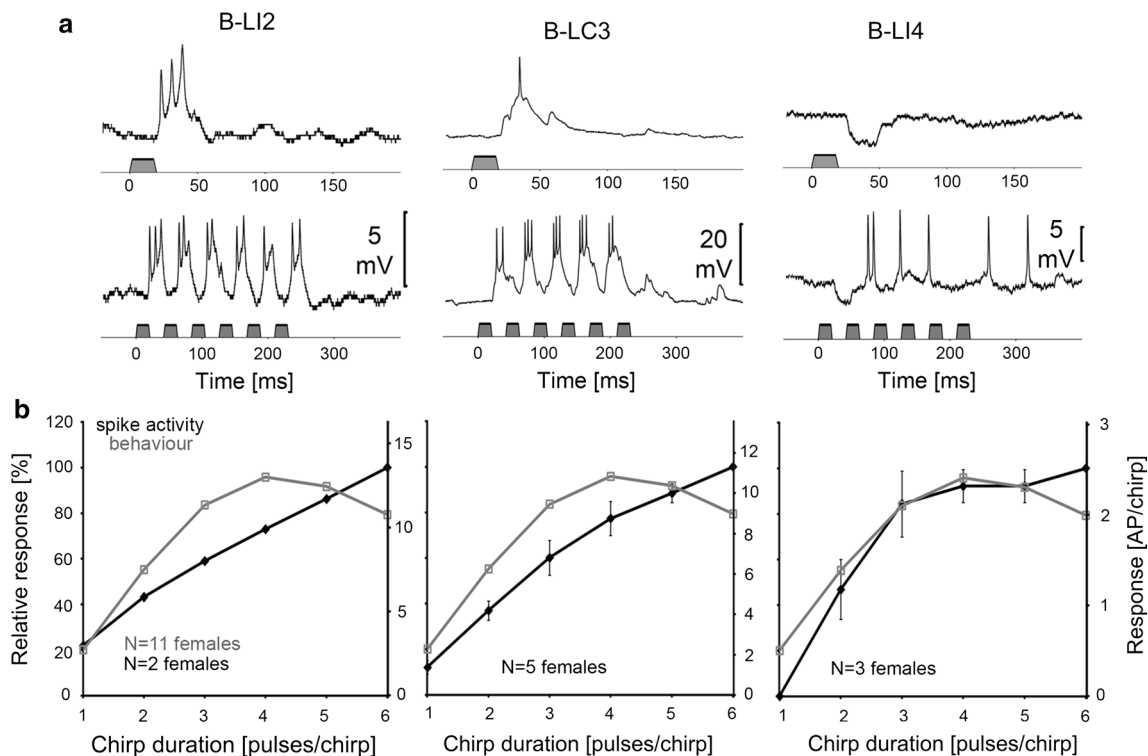 a
B-LI2
B-LC3
B-LI4
0 50 100 150
0 50 100 150
0 50 100 150
5 mV
20 mV
5 mV
0 100 200 300
0 100 200 300
0 100 200 300
Time [ms]
Time [ms]
Time [ms]
b
Relative response [%]
120
100
80
60
40
20
0
spike activity
behaviour
N=11 females
N=2 females
15
10
5
0
1 2 3 4 5 6
Chirp duration [pulses/chirp]
N=5 females
12
10
8
6
4
2
0
1 2 3 4 5 6
Chirp duration [pulses/chirp]
N=3 females
3
2
1
0
Response [AP/chirp]
1 2 3 4 5 6
Chirp duration [pulses/chirp]